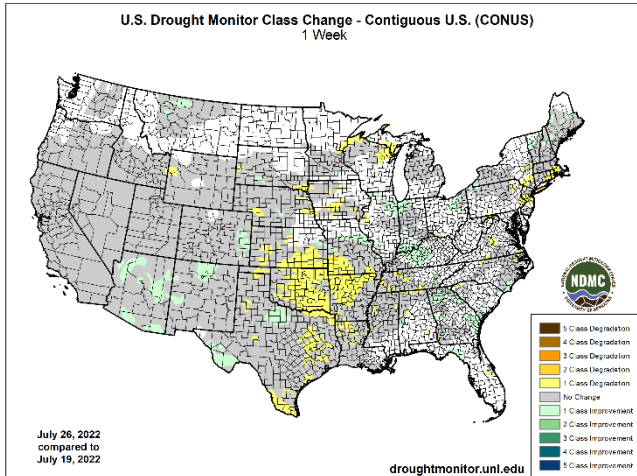 U.S. Drought Monitor Class Change - Contiguous U.S. (CONUS)
1 Week
NDMC
5 Class Degradation
4 Class Degradation
3 Class Degradation
2 Class Degradation
1 Class Degradation
No Change
1 Class Improvement
2 Class Improvement
3 Class Improvement
4 Class Improvement
5 Class Improvement
July 26, 2022
compared to
July 19, 2022
droughtmonitor.unl.edu